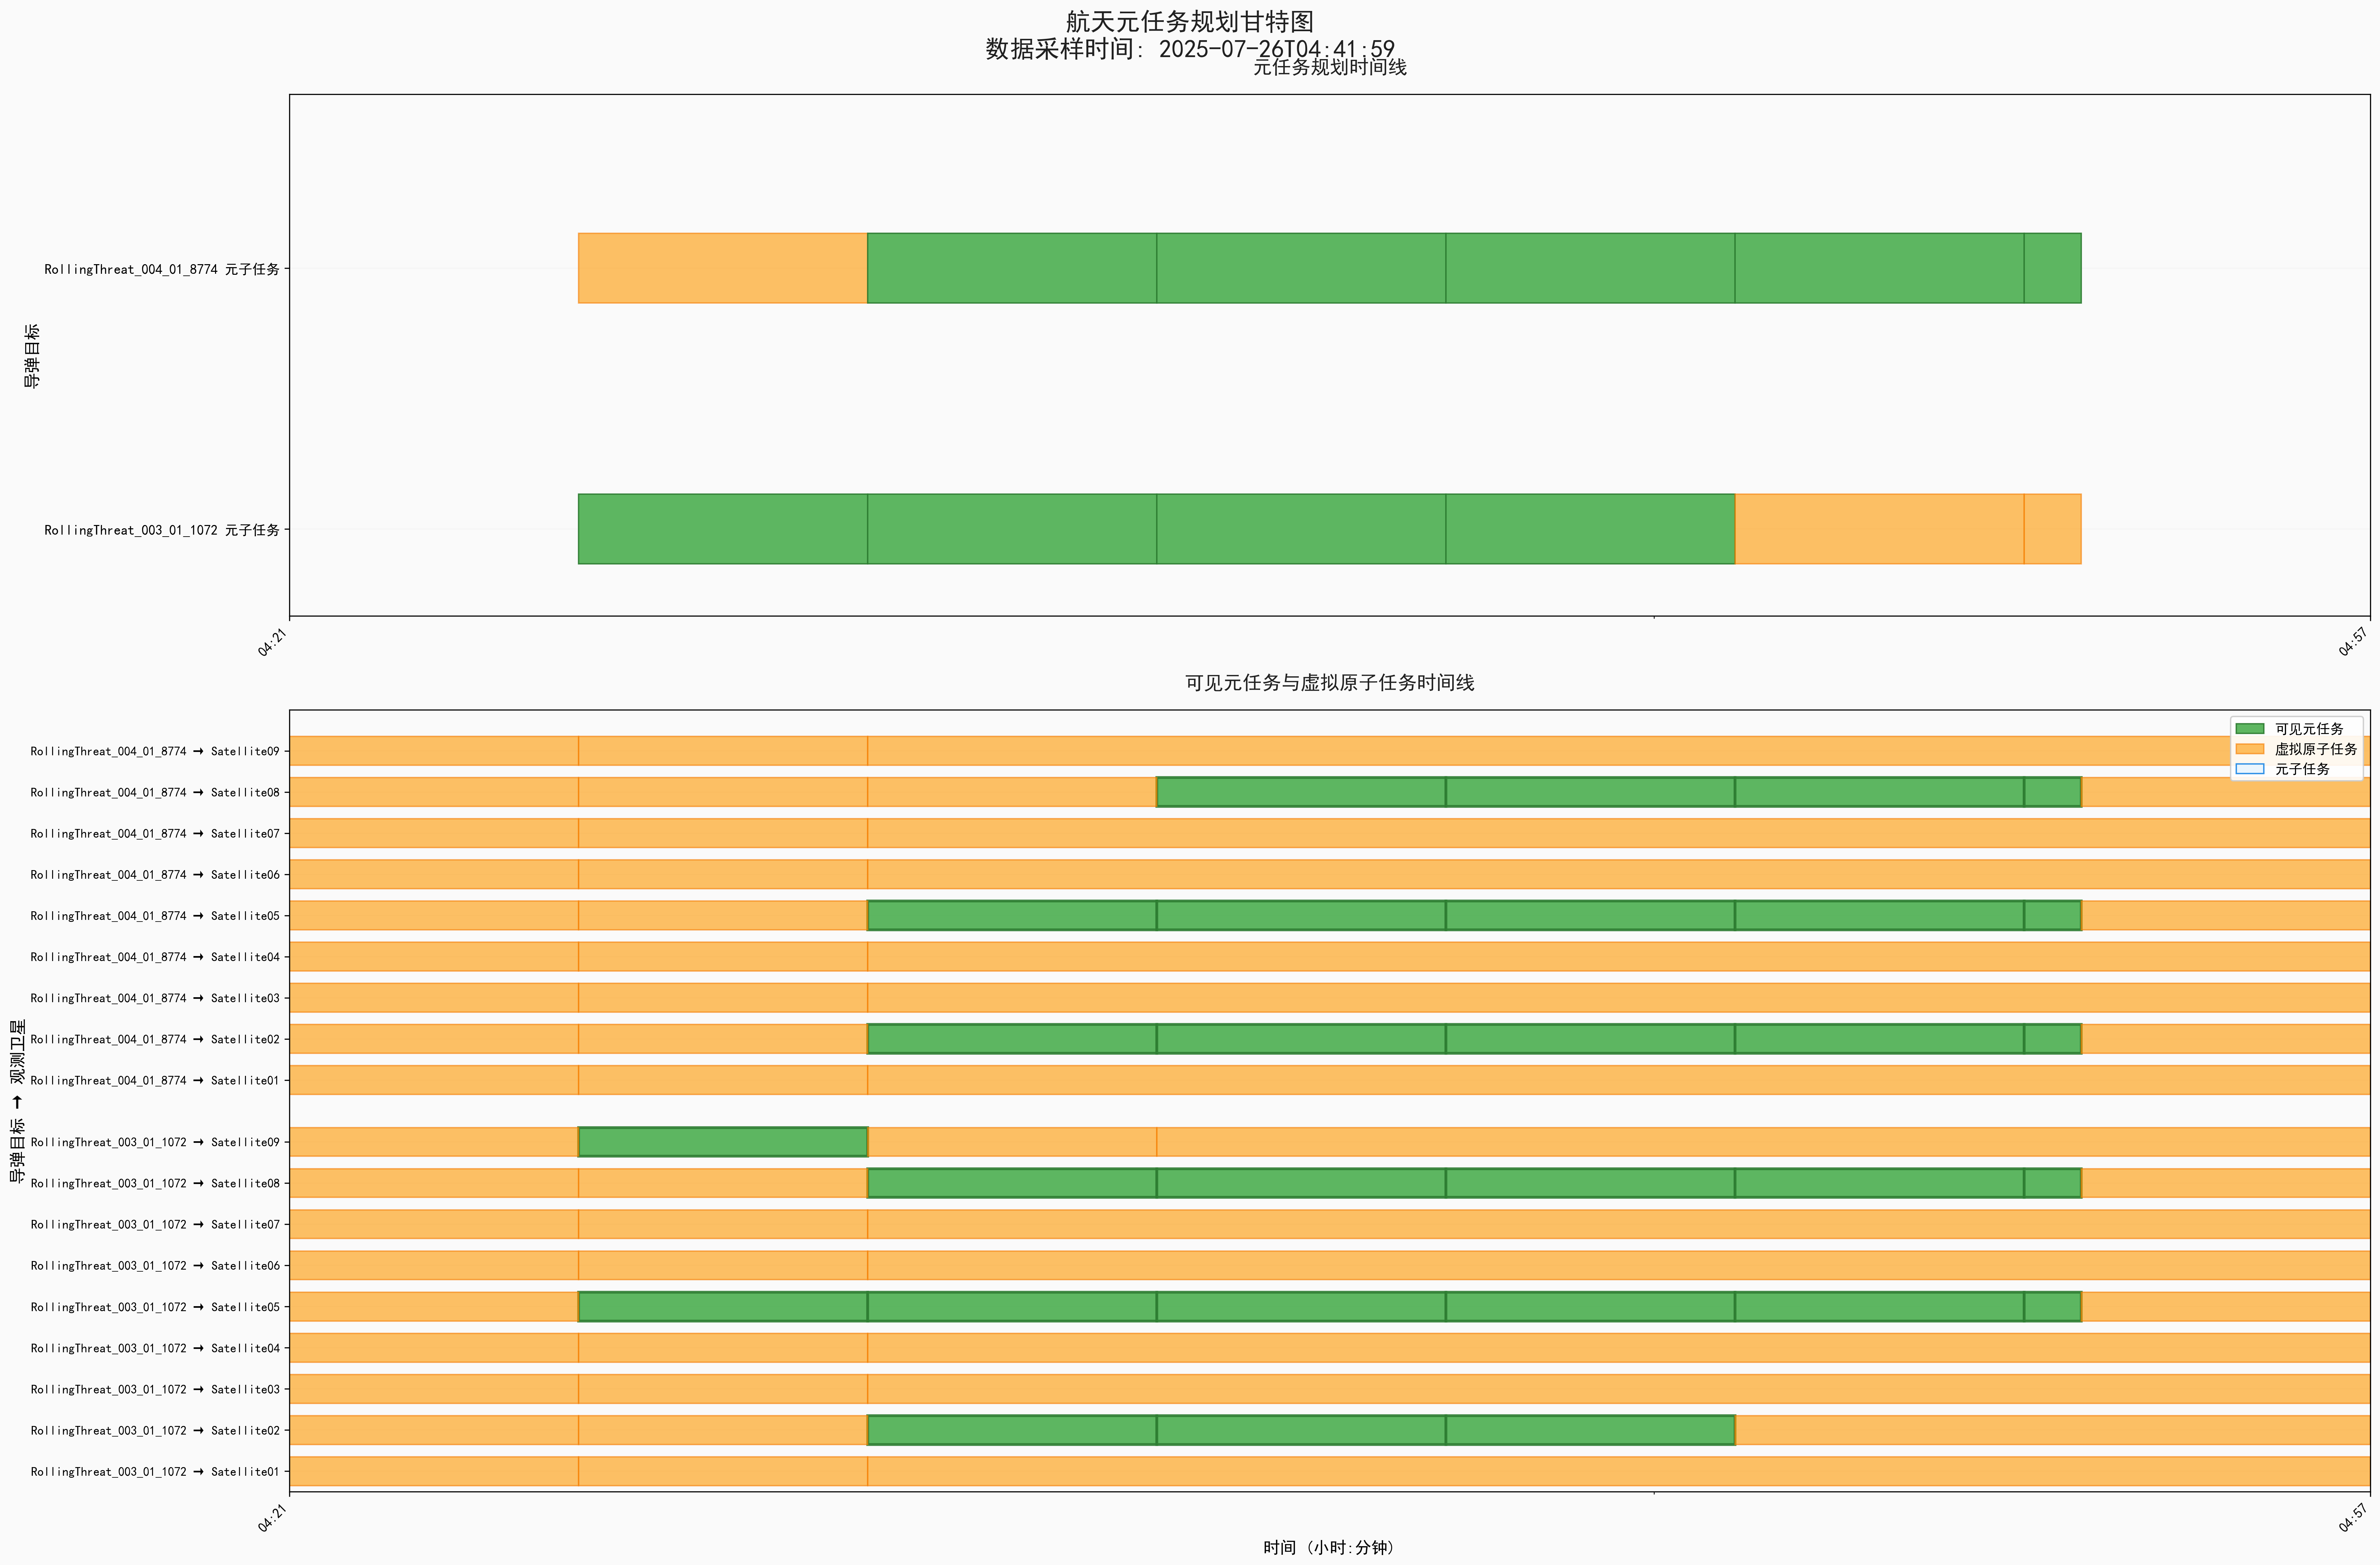 航天元任务规划甘特图
数据采样时间: 2025-07-26T04:41:59
元任务规划时间线
导弹目标
RollingThreat_004_01_8774 元子任务
RollingThreat_003_01_1072 元子任务
04:21
04:57
可见元任务与虚拟原子任务时间线
导弹目标 → 观测卫星
RollingThreat_004_01_8774 → Satellite09
RollingThreat_004_01_8774 → Satellite08
RollingThreat_004_01_8774 → Satellite07
RollingThreat_004_01_8774 → Satellite06
RollingThreat_004_01_8774 → Satellite05
RollingThreat_004_01_8774 → Satellite04
RollingThreat_004_01_8774 → Satellite03
RollingThreat_004_01_8774 → Satellite02
RollingThreat_004_01_8774 → Satellite01
RollingThreat_003_01_1072 → Satellite09
RollingThreat_003_01_1072 → Satellite08
RollingThreat_003_01_1072 → Satellite07
RollingThreat_003_01_1072 → Satellite06
RollingThreat_003_01_1072 → Satellite05
RollingThreat_003_01_1072 → Satellite04
RollingThreat_003_01_1072 → Satellite03
RollingThreat_003_01_1072 → Satellite02
RollingThreat_003_01_1072 → Satellite01
可见元任务
虚拟原子任务
元子任务
04:21
04:57
时间 (小时:分钟)